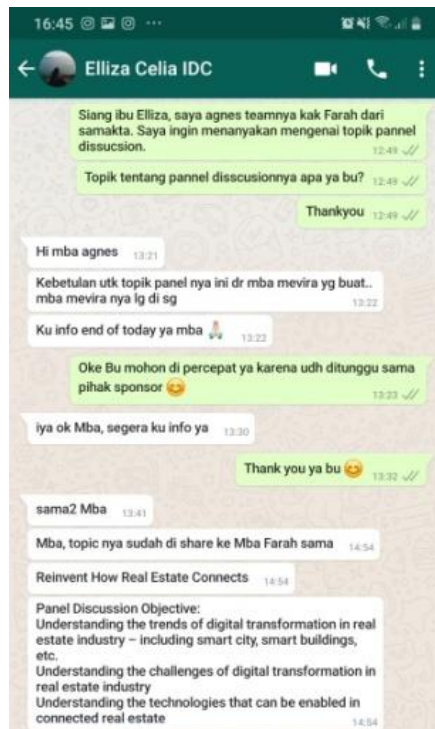 16:45
Elliza Celia IDC
Siang ibu Elliza, saya agnes teamnya kak Farah dari
samakta. Saya ingin menanyakan mengenai topik pannel
dissucsion.
12:49
Topik tentang pannel disscusionnya apa ya bu?
12:49
Thankyou
12:49
Hi mba agnes
13:21
Kebetulan utk topik panel nya ini dr mba mevira yg buat..
mba mevira nya lg di sg
13:22
Ku info end of today ya mba
13:22
Oke Bu mohon di percepat ya karena udh ditunggu sama
pihak sponsor
13:23
iya ok Mba, segera ku info ya
13:30
Thank you ya bu
13:32
sama2 Mba
13:41
Mba, topic nya sudah di share ke Mba Farah sama
14:54
Reinvent How Real Estate Connects
14:54
Panel Discussion Objective:
Understanding the trends of digital transformation in real
estate industry – including smart city, smart buildings,
etc.
Understanding the challenges of digital transformation in
real estate industry
Understanding the technologies that can be enabled in
connected real estate
14:54